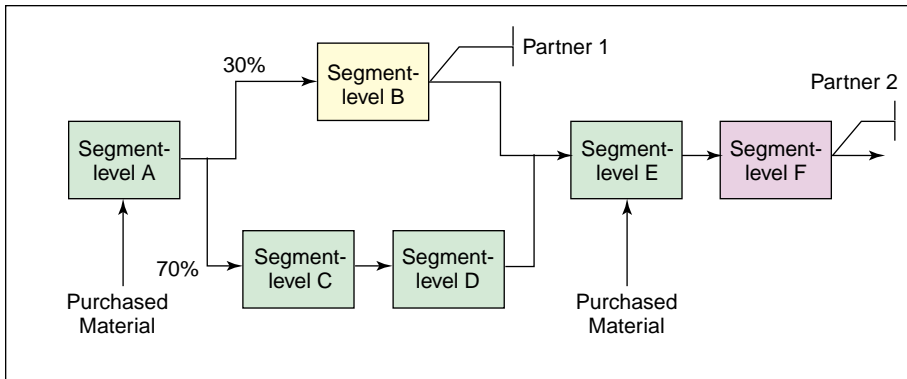 Partner 1
30%
Segment-
level B
Partner 2
Segment-
level A
Segment-
level E
Segment-
level F
70%
Segment-
level C
Segment-
level D
Purchased
Material
Purchased
Material